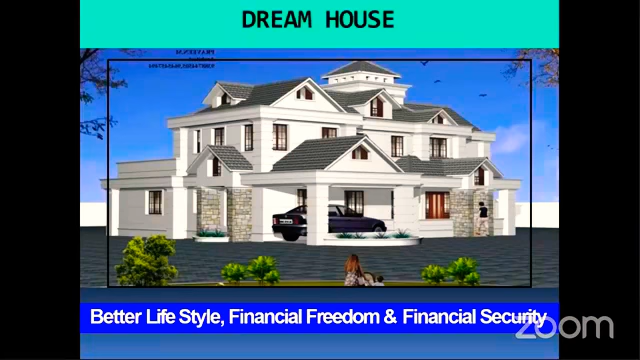 DREAM HOUSE
Better Life Style, Financial Freedom & Financial Security
zoom